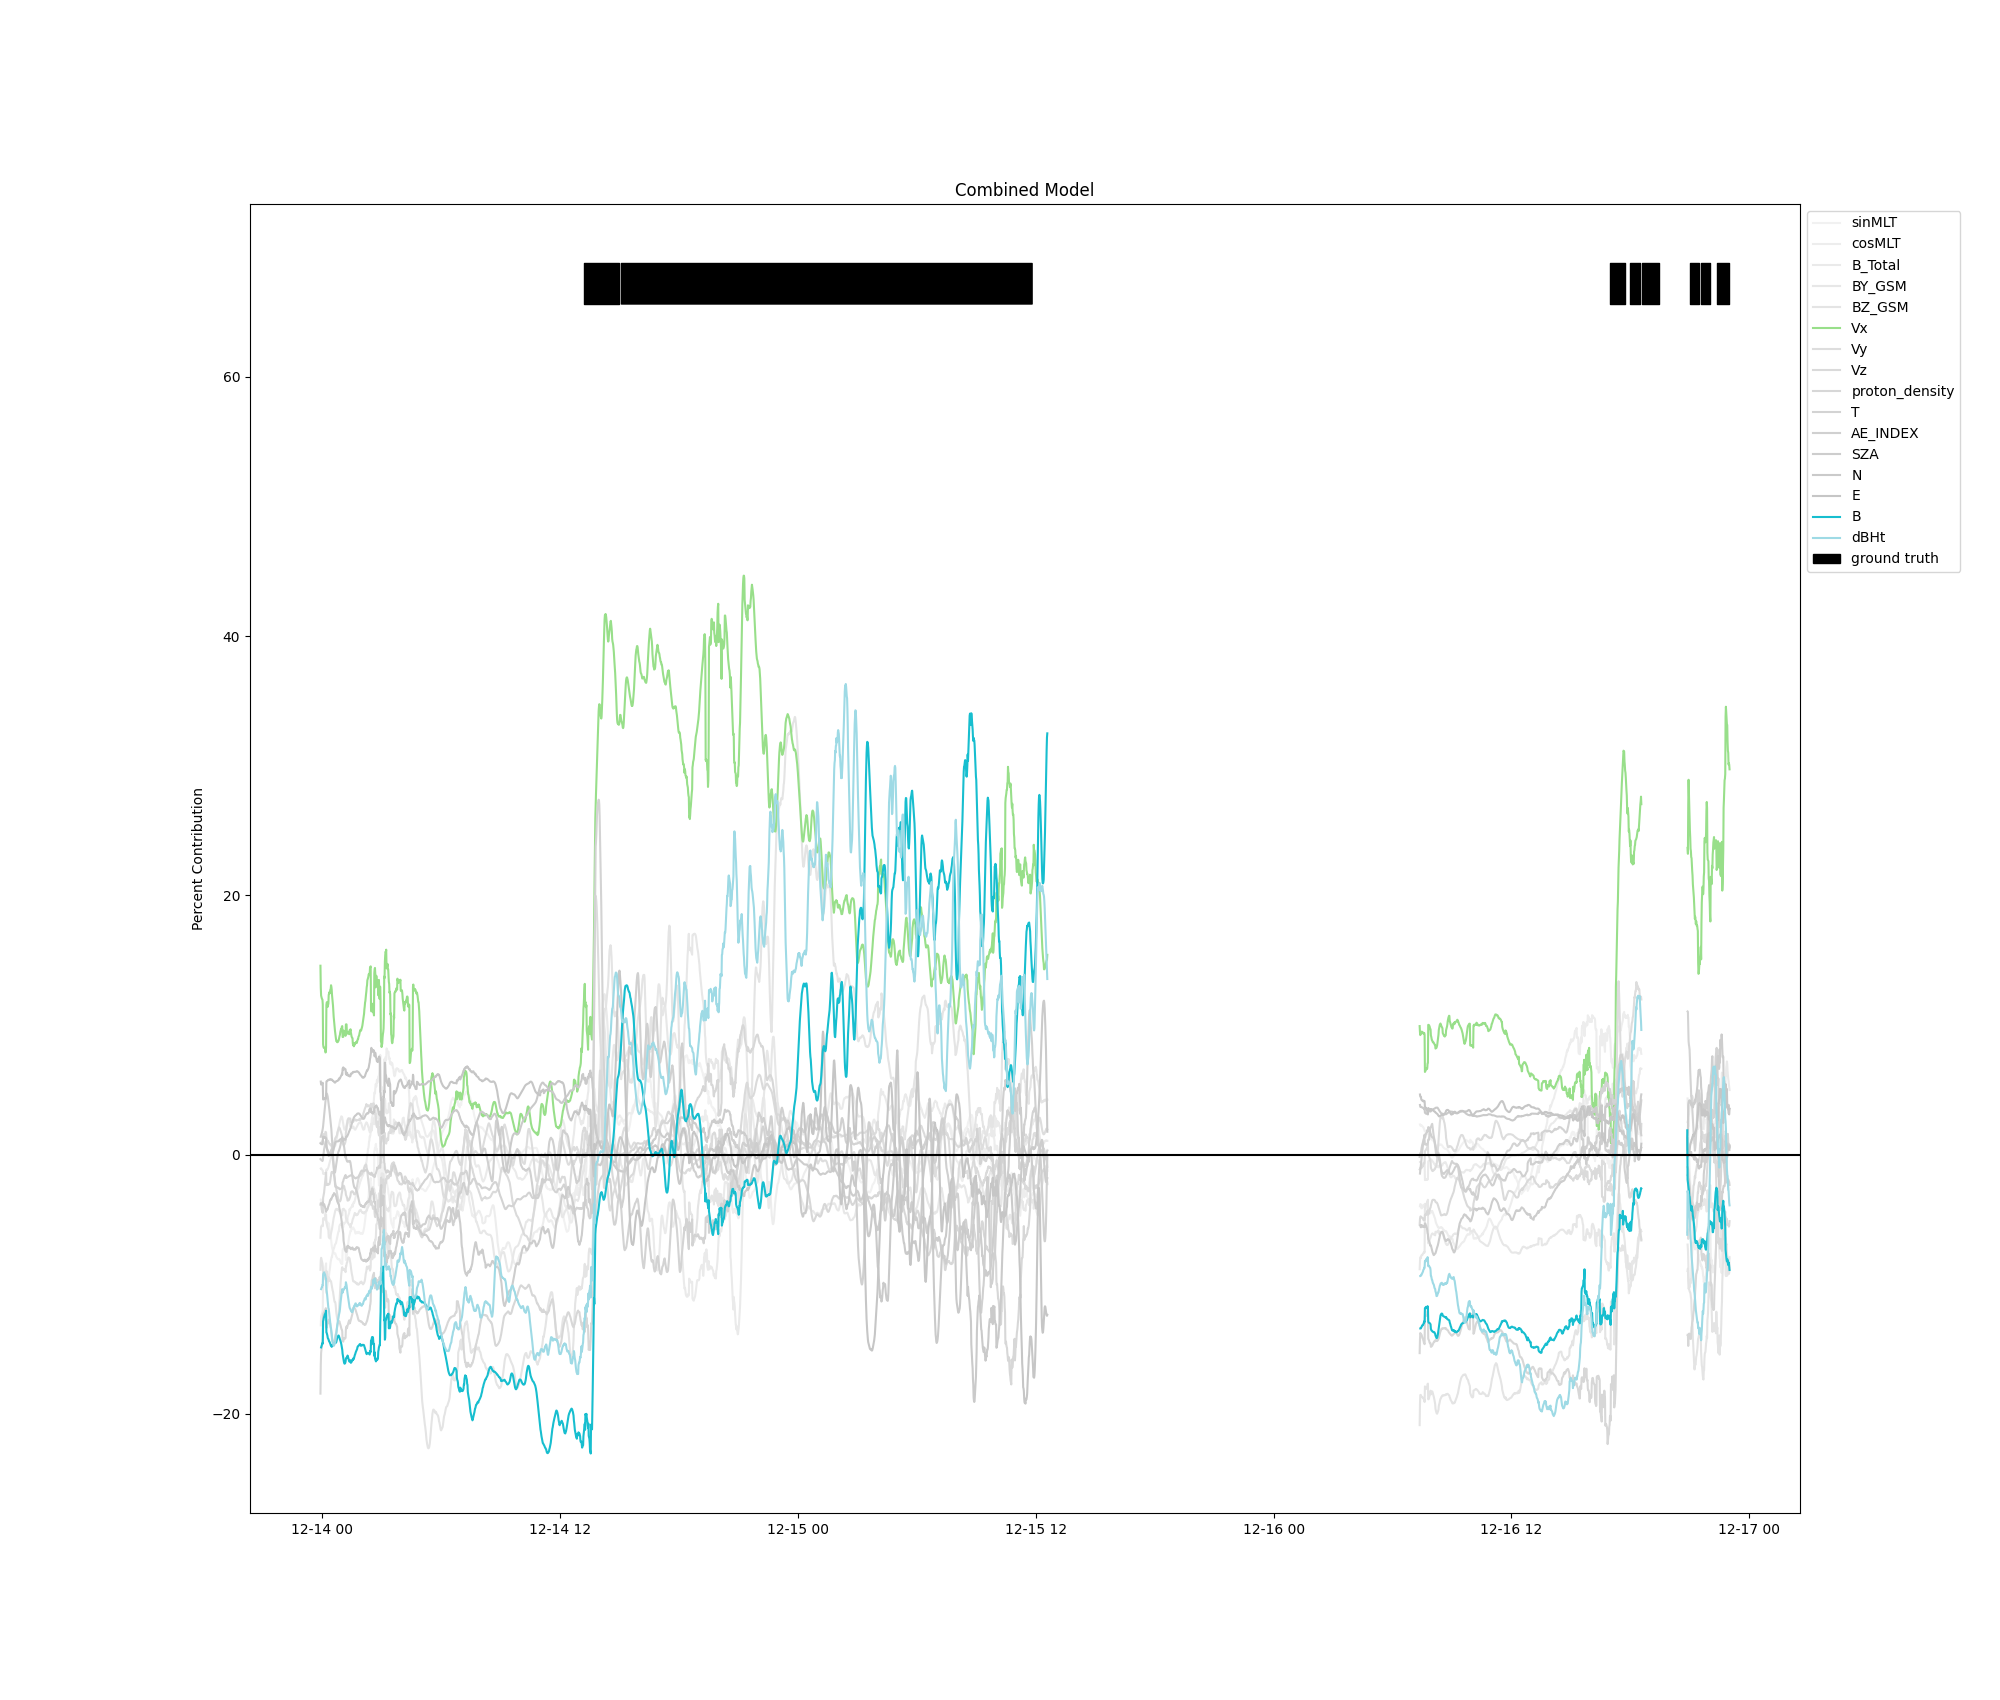 Combined Model
sinMLT
cosMLT
B_Total
BY_GSM
BZ_GSM
Vx
Vy
Vz
proton_density
T
AE_INDEX
SZA
N
E
B
dBHt
ground truth
60
40
20
0
−20
Percent Contribution
12-14 00
12-14 12
12-15 00
12-15 12
12-16 00
12-16 12
12-17 00